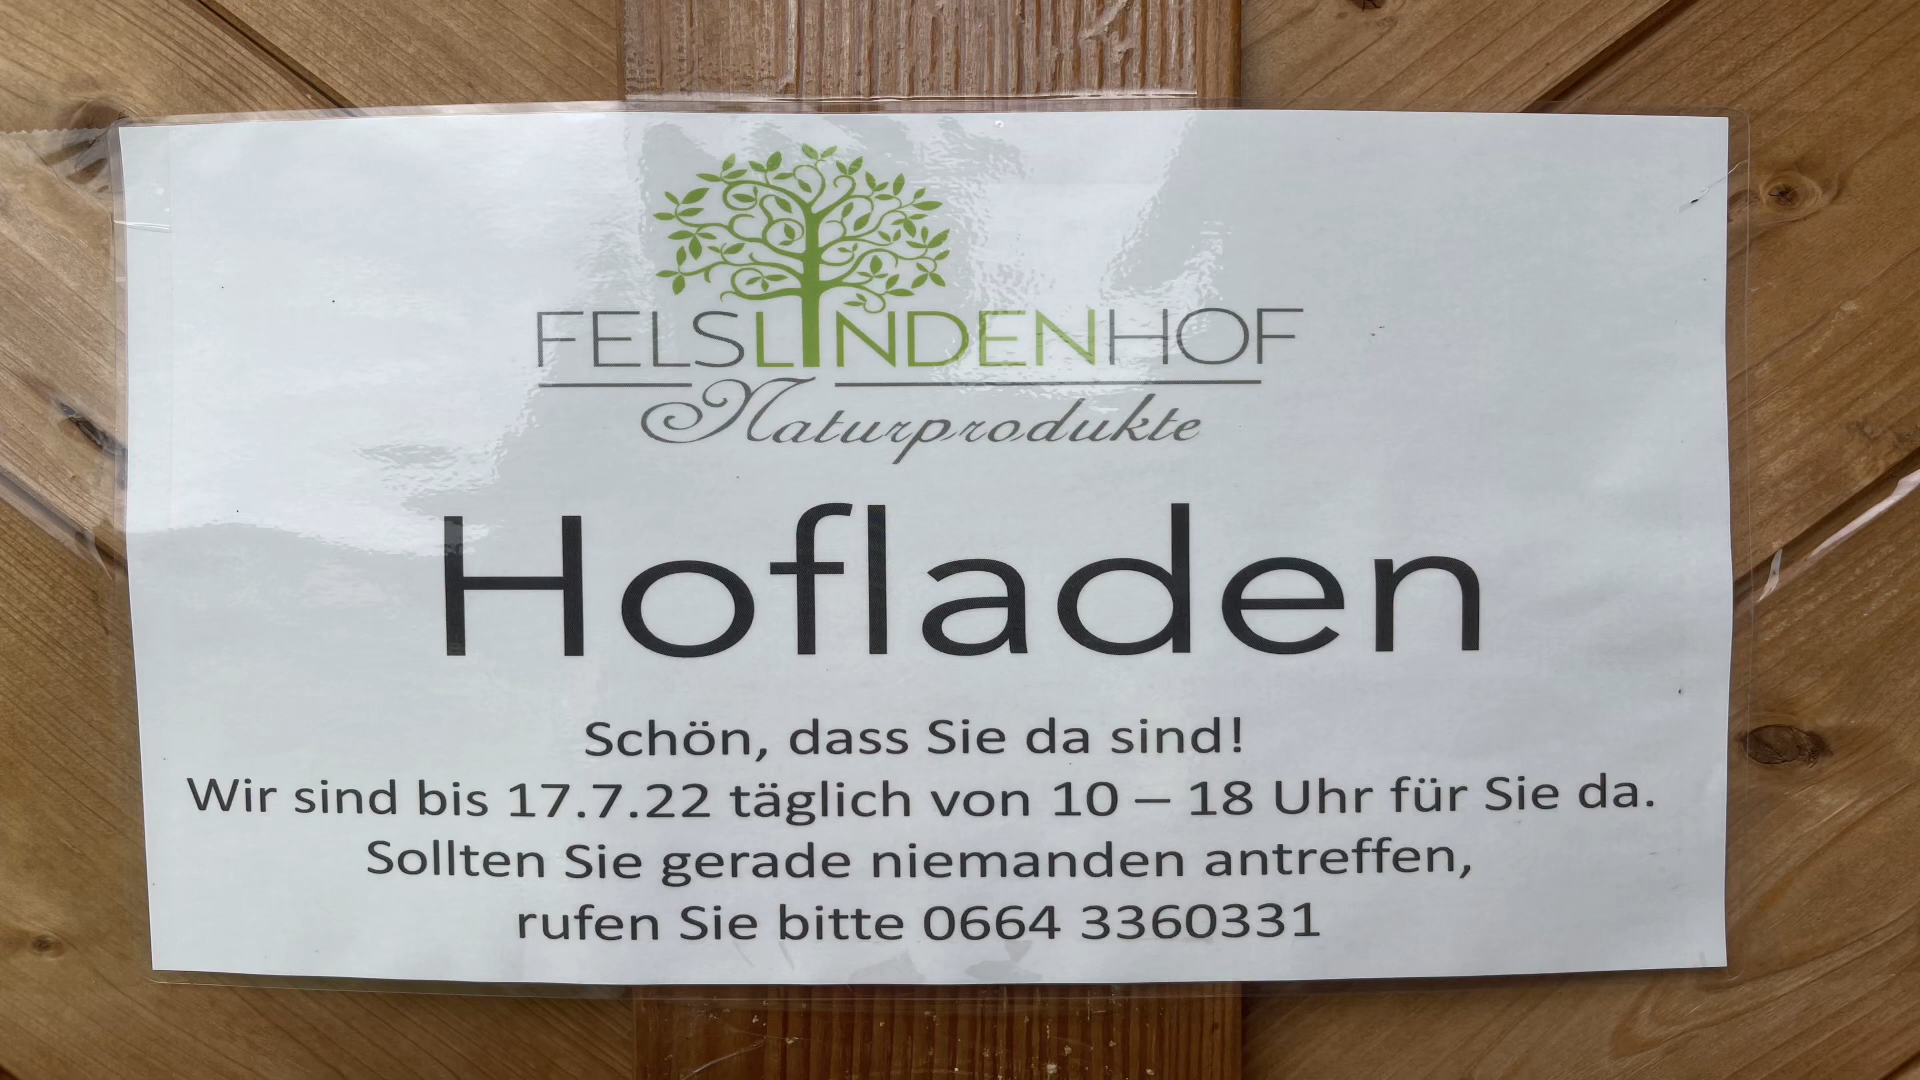 FELSLINDENHOF
Naturprodukte
Hofladen
Schön, dass Sie da sind!
Wir sind bis 17.7.22 täglich von 10 – 18 Uhr für Sie da.
Sollten Sie gerade niemanden antreffen,
rufen Sie bitte 0664 3360331